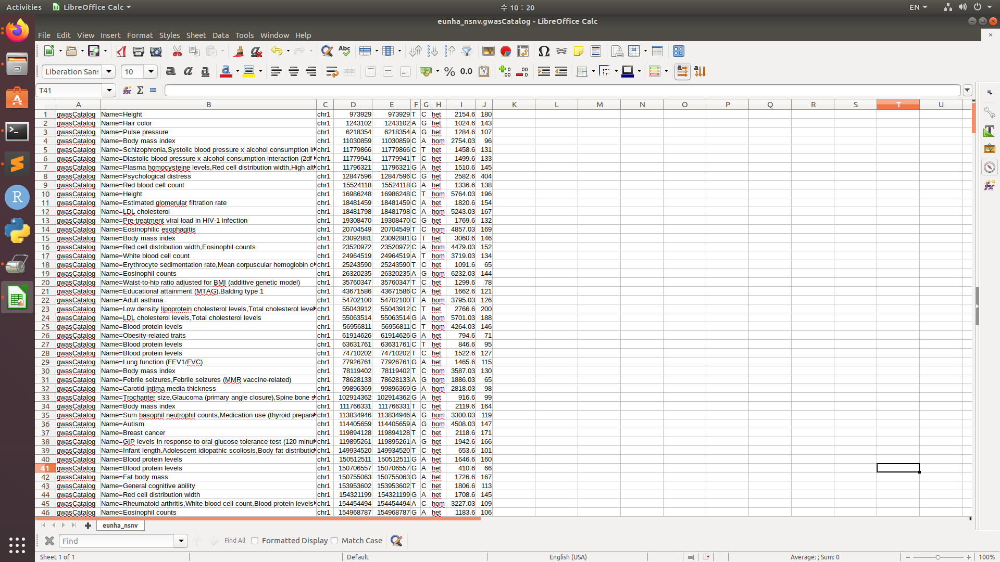 Activities LibreOffice Calc 수 10 : 20 EN
eunha_nsnv.gwasCatalog - LibreOffice Calc
File Edit View Insert Format Styles Sheet Data Tools Window Help
Liberation Sans 10
T41
A B C D E F G H I J K L M N O P Q R S T U
1 gwasCatalog Name=Height chr1 973929 973929 T C het 2154.6 180
2 gwasCatalog Name=Hair color chr1 1243102 1243102 A G het 1024.6 143
3 gwasCatalog Name=Pulse pressure chr1 6218354 6218354 A G het 1284.6 107
4 gwasCatalog Name=Body mass index chr1 11030859 11030859 C A hom 2754.03 96
5 gwasCatalog Name=Schizophrenia,Systolic blood pressure x alcohol consumption in chr1 11779866 11779866 C T het 1458.6 131
6 gwasCatalog Name=Diastolic blood pressure x alcohol consumption interaction (2df chr1 11779941 11779941 T C het 1499.6 133
7 gwasCatalog Name=Plasma homocysteine levels,Red cell distribution width,High alt chr1 11796321 11796321 G A het 1510.6 145
8 gwasCatalog Name=Psychological distress chr1 12847596 12847596 C G het 2582.6 404
9 gwasCatalog Name=Red blood cell count chr1 15524118 15524118 G A het 1336.6 138
10 gwasCatalog Name=Height chr1 16986248 16986248 C T hom 5764.03 196
11 gwasCatalog Name=Estimated glomerular filtration rate chr1 18481459 18481459 C A het 1820.6 154
12 gwasCatalog Name=LDL cholesterol chr1 18481798 18481798 C A hom 5243.03 167
13 gwasCatalog Name=Pre-treatment viral load in HIV-1 infection chr1 19308470 19308470 C G het 1769.6 132
14 gwasCatalog Name=Eosinophilic esophagitis chr1 20704549 20704549 T C hom 4857.03 169
15 gwasCatalog Name=Body mass index chr1 23092881 23092881 G T het 3060.6 146
16 gwasCatalog Name=Red cell distribution width,Eosinophil counts chr1 23520972 23520972 C A hom 4479.03 152
17 gwasCatalog Name=White blood cell count chr1 24964519 24964519 A T hom 3719.03 134
18 gwasCatalog Name=Erythrocyte sedimentation rate,Mean corpuscular hemoglobin c chr1 25243590 25243590 T C het 1091.6 65
19 gwasCatalog Name=Eosinophil counts chr1 26320235 26320235 A G hom 6232.03 144
20 gwasCatalog Name=Waist-to-hip ratio adjusted for BMI (additive genetic model) chr1 35760347 35760347 T C het 1299.6 78
21 gwasCatalog Name=Educational attainment (MTAG),Balding type 1 chr1 43671586 43671586 C A het 1662.6 121
22 gwasCatalog Name=Adult asthma chr1 54702100 54702100 T A hom 3795.03 126
23 gwasCatalog Name=Low density lipoprotein cholesterol levels,Total cholesterol leve chr1 55043912 55043912 C T het 2766.6 200
24 gwasCatalog Name=LDL cholesterol levels,Total cholesterol levels chr1 55063514 55063514 G A hom 5701.03 188
25 gwasCatalog Name=Blood protein levels chr1 56956811 56956811 C T hom 4264.03 146
26 gwasCatalog Name=Obesity-related traits chr1 61914626 61914626 G A het 794.6 71
27 gwasCatalog Name=Blood protein levels chr1 63631761 63631761 C T het 846.6 95
28 gwasCatalog Name=Blood protein levels chr1 74710202 74710202 T C het 1522.6 127
29 gwasCatalog Name=Lung function (FEV1/FVC) chr1 77926761 77926761 G A het 1465.6 115
30 gwasCatalog Name=Body mass index chr1 78119402 78119402 T C hom 3587.03 130
31 gwasCatalog Name=Febrile seizures,Febrile seizures (MMR vaccine-related) chr1 78628133 78628133 A G hom 1886.03 65
32 gwasCatalog Name=Carotid intima media thickness chr1 99896369 99896369 G A hom 2818.03 98
33 gwasCatalog Name=Trochanter size,Glaucoma (primary angle closure),Spine bone s chr1 102914362 102914362 G A het 916.6 99
34 gwasCatalog Name=Body mass index chr1 111766331 111766331 T C het 2119.6 164
35 gwasCatalog Name=Sum basophil neutrophil counts,Medication use (thyroid prepara chr1 113834946 113834946 A G hom 3300.03 119
36 gwasCatalog Name=Autism chr1 114405659 114405659 A G hom 4508.03 147
37 gwasCatalog Name=Breast cancer chr1 119894128 119894128 T C het 2118.6 171
38 gwasCatalog Name=GIP levels in response to oral glucose tolerance test (120 minut chr1 119895261 119895261 A G het 1942.6 166
39 gwasCatalog Name=Infant length,Adolescent idiopathic scoliosis,Body fat distributio chr1 149934520 149934520 T C het 653.6 101
40 gwasCatalog Name=Blood protein levels chr1 150512511 150512511 G A het 1646.6 160
41 gwasCatalog Name=Blood protein levels chr1 150706557 150706557 G A het 410.6 66
42 gwasCatalog Name=Fat body mass chr1 150755063 150755063 G A het 1726.6 167
43 gwasCatalog Name=General cognitive ability chr1 153953602 153953602 T C het 1806.6 113
44 gwasCatalog Name=Red cell distribution width chr1 154321199 154321199 G A het 1708.6 145
45 gwasCatalog Name=Rheumatoid arthritis,White blood cell count,Blood protein levels chr1 154454494 154454494 A C hom 3227.03 109
46 gwasCatalog Name=Eosinophil counts chr1 154968787 154968787 G A het 1183.6 106
eunha_nsnv
Find Find All Formatted Display Match Case
Sheet 1 of 1 Default English (USA) Average: ; Sum: 0 100%